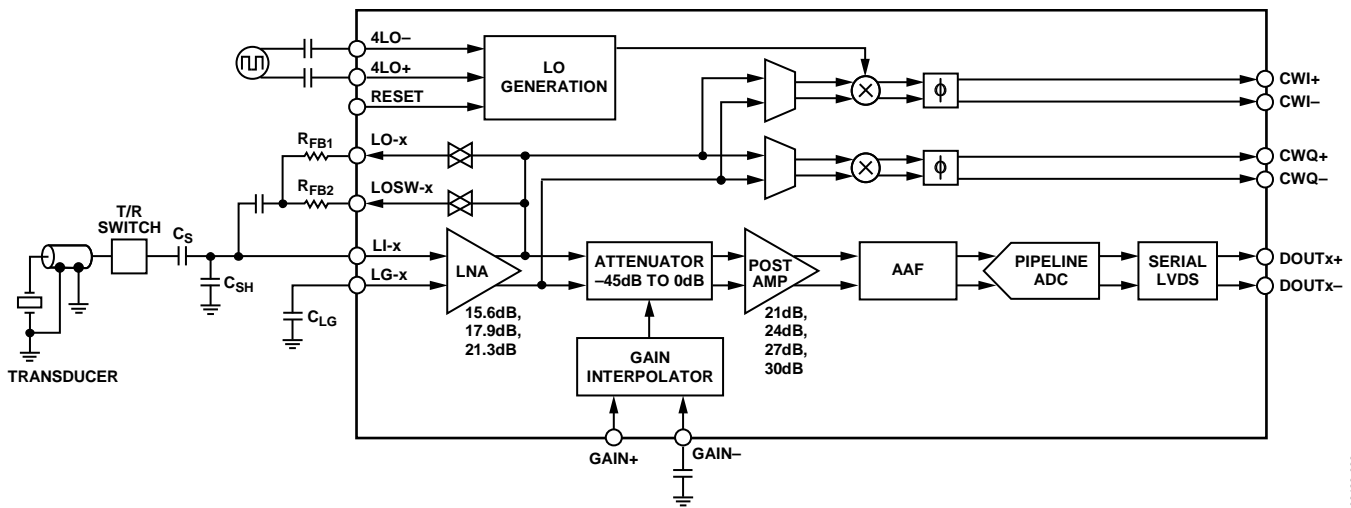 4LO–
4LO+
RESET
LO
GENERATION
CWI+
CWI–
R_FB1
LO-x
R_FB2
LOSW-x
CWQ+
CWQ–
ϕ
ϕ
T/R
SWITCH
C_S
LI-x
LG-x
C_SH
C_LG
LNA
15.6dB,
17.9dB,
21.3dB
ATTENUATOR
–45dB TO 0dB
POST
AMP
21dB,
24dB,
27dB,
30dB
AAF
PIPELINE
ADC
SERIAL
LVDS
DOUTx+
DOUTx–
TRANSDUCER
GAIN
INTERPOLATOR
GAIN+
GAIN–